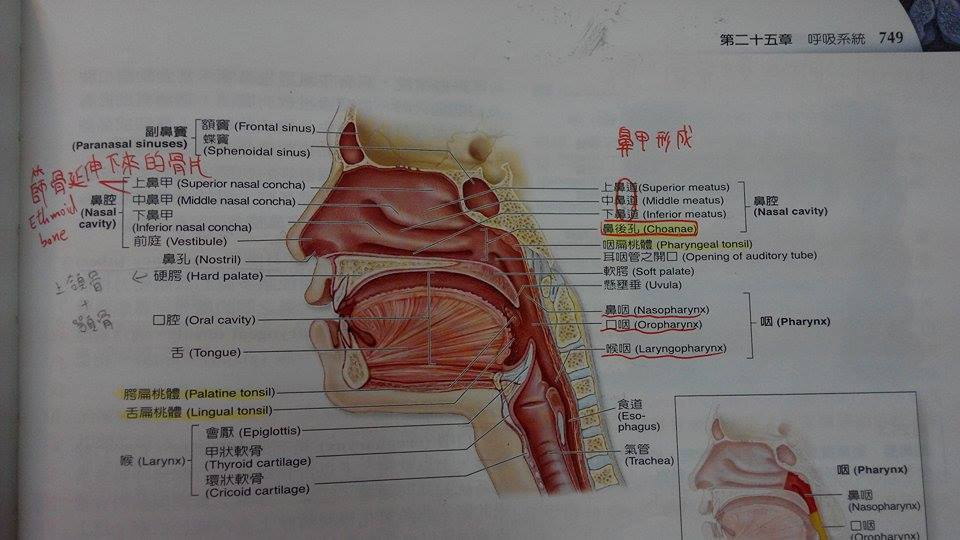 第二十五章 呼吸系統 749
副鼻竇
(Paranasal sinuses)
額竇 (Frontal sinus)
蝶竇
(Sphenoidal sinus)
篩骨延伸下來的骨片
Ethmoid
bone
鼻腔
(Nasal
cavity)
上鼻甲 (Superior nasal concha)
中鼻甲 (Middle nasal concha)
下鼻甲
(Inferior nasal concha)
前庭 (Vestibule)
鼻孔 (Nostril)
硬腭 (Hard palate)
上頜骨
+
顎骨
口腔 (Oral cavity)
舌 (Tongue)
腭扁桃體 (Palatine tonsil)
舌扁桃體 (Lingual tonsil)
喉 (Larynx)
會厭 (Epiglottis)
甲狀軟骨
(Thyroid cartilage)
環狀軟骨
(Cricoid cartilage)
鼻甲形成
上鼻道 (Superior meatus)
中鼻道 (Middle meatus)
下鼻道 (Inferior meatus)
鼻後孔 (Choanae)
鼻腔
(Nasal cavity)
咽扁桃體 (Pharyngeal tonsil)
耳咽管之開口 (Opening of auditory tube)
軟腭 (Soft palate)
懸壅垂 (Uvula)
鼻咽 (Nasopharynx)
口咽 (Oropharynx)
喉咽 (Laryngopharynx)
咽 (Pharynx)
食道
(Eso-
phagus)
氣管
(Trachea)
咽 (Pharynx)
鼻咽
(Nasopharynx)
口咽
(Oropharynx)